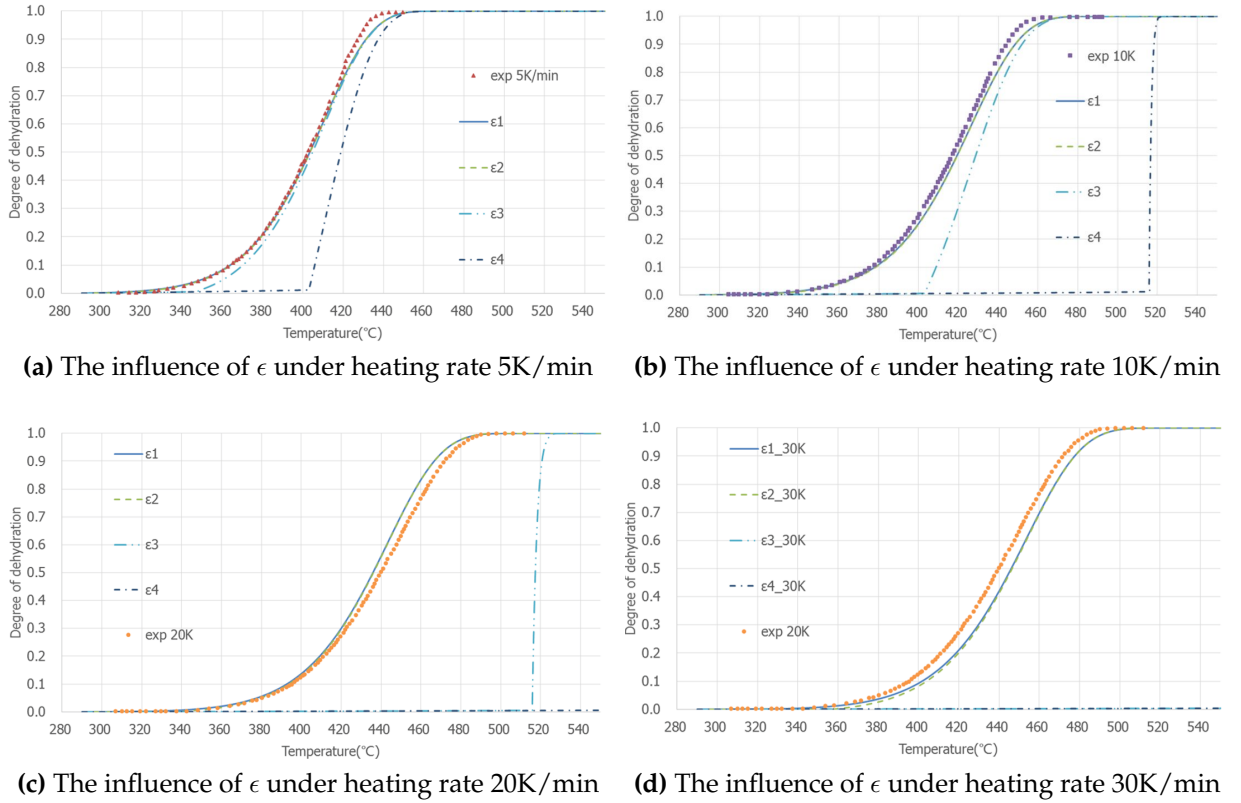 1.0
0.9
0.8
0.7
0.6
0.5
0.4
0.3
0.2
0.1
0.0
Degree of dehydration
280 300 320 340 360 380 400 420 440 460 480 500 520 540
Temperature(℃)
exp 5K/min
ε1
ε2
ε3
ε4
(a) The influence of ϵ under heating rate 5K/min
1.0
0.9
0.8
0.7
0.6
0.5
0.4
0.3
0.2
0.1
0.0
Degree of dehydration
280 300 320 340 360 380 400 420 440 460 480 500 520 540
Temperature(℃)
exp 10K
ε1
ε2
ε3
ε4
(b) The influence of ϵ under heating rate 10K/min
1.0
0.9
0.8
0.7
0.6
0.5
0.4
0.3
0.2
0.1
0.0
Degree of dehydration
280 300 320 340 360 380 400 420 440 460 480 500 520 540
Temperature(℃)
ε1
ε2
ε3
ε4
exp 20K
(c) The influence of ϵ under heating rate 20K/min
1.0
0.9
0.8
0.7
0.6
0.5
0.4
0.3
0.2
0.1
0.0
Degree of dehydration
280 300 320 340 360 380 400 420 440 460 480 500 520 540
Temperature(℃)
ε1_30K
ε2_30K
ε3_30K
ε4_30K
exp 20K
(d) The influence of ϵ under heating rate 30K/min